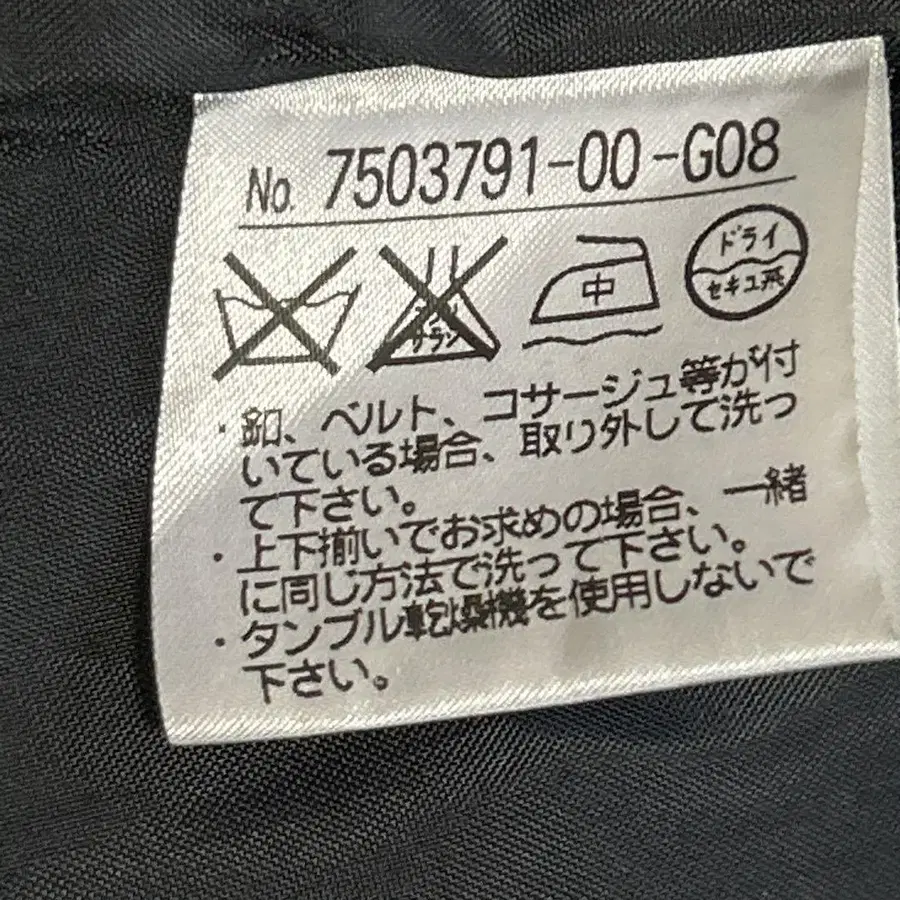 No. 7503791-00-G08
中
ドライ
セキユ系
・釦、ベルト、コサージュ等が付
いている場合、取り外して洗っ
て下さい。
・上下揃いでお求めの場合、一緒
に同じ方法で洗って下さい。
・タンブル乾燥機を使用しないで
下さい。